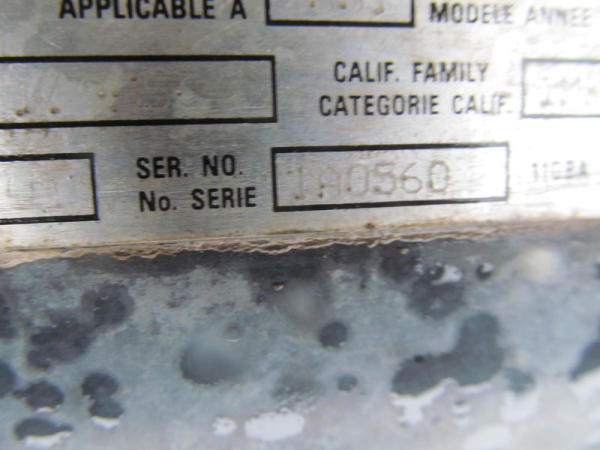 APPLICABLE A
MODELE ANNEE
CALIF. FAMILY
CATEGORIE CALIF.
SER. NO.
No. SERIE
1A0560